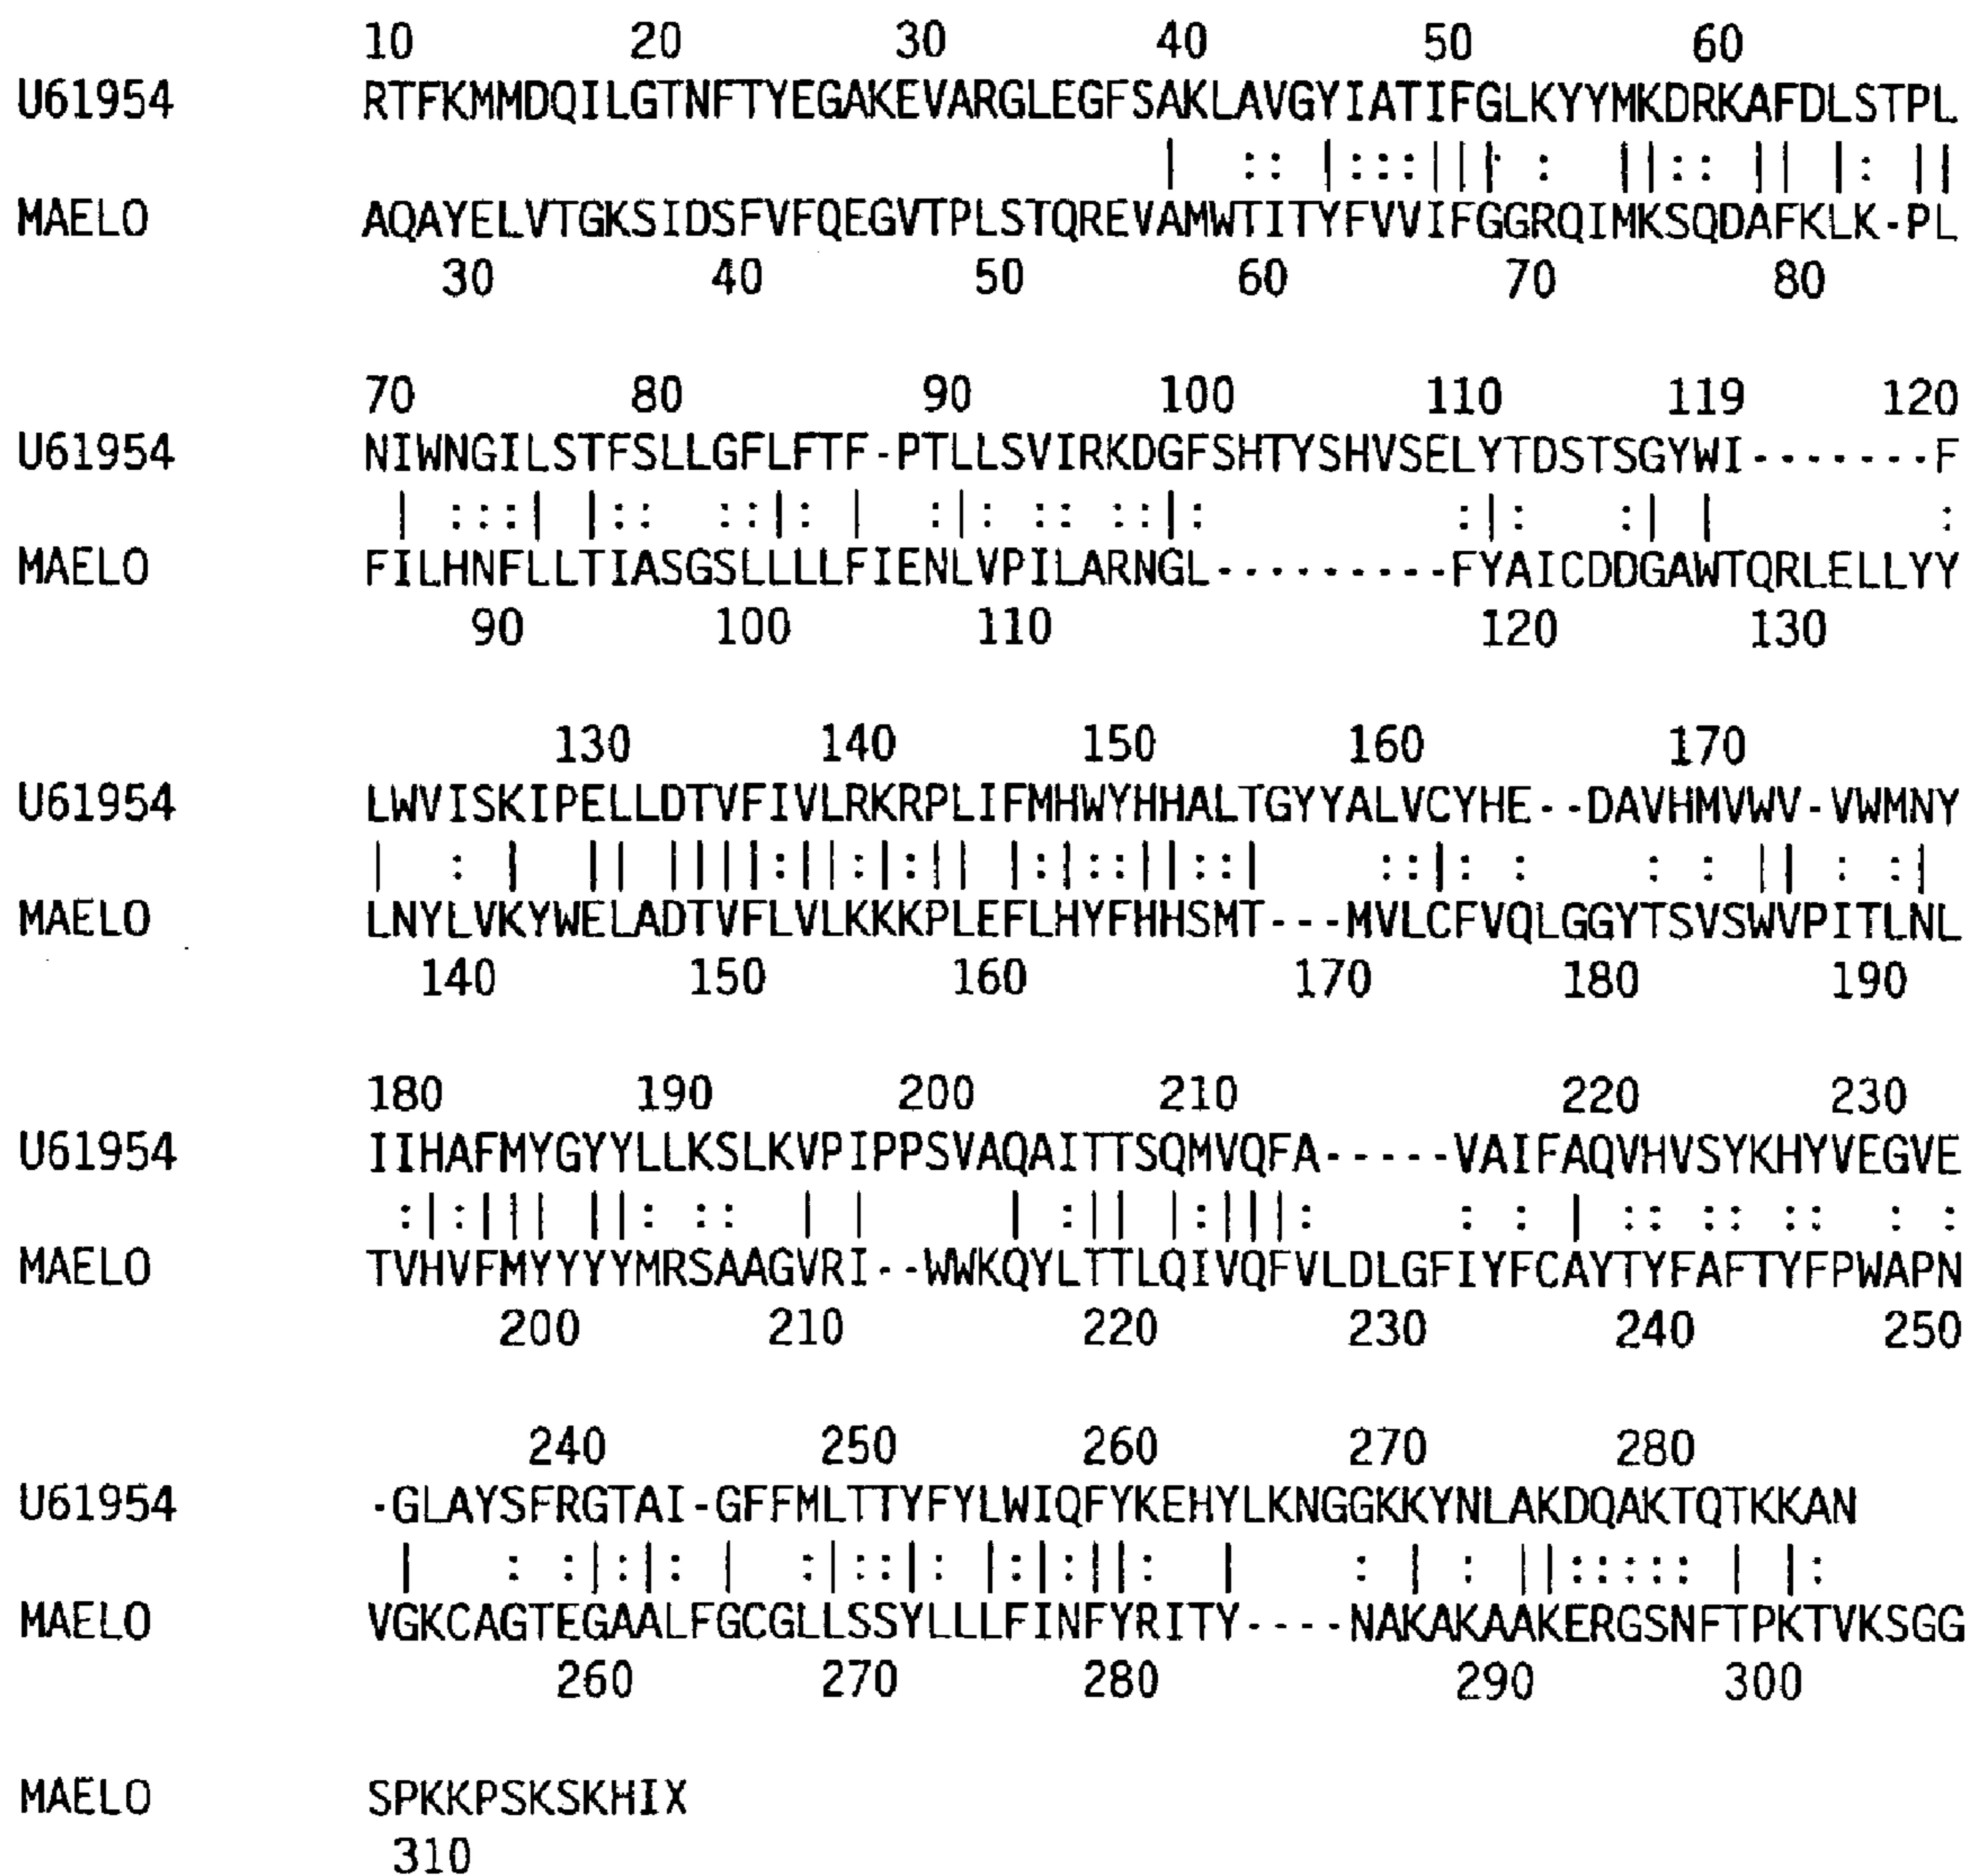 10 20 30 40 50 60
U61954 RTFKMMDQILGTNFTYEGAKEVARGLEGFSAKLAVGYIATIFGLKYYMKDRKAFDLSTPL
| :: |:::||| : ||:: || |: ||
MAELO AQAYELVTGKSIDSFVFQEGVTPLSTQREVAMWTITYFVVIFGGRQIMKSQDAFKLK-PL
30 40 50 60 70 80
70 80 90 100 110 119 120
U61954 NIWNGILSTFSLLGFLFTF-PTLLSVIRKDGFSHTYSHVSELYTDSTSGYWI-------F
| :::| |:: ::|: | :|: :: ::|: :|: :| | :
MAELO FILHNFLLTIASGSLLLLFIENLVPILARNGL---------FYAICDDGAWTQRLELLYY
90 100 110 120 130
130 140 150 160 170
U61954 LWVISKIPELLDTVFIVLRKRPLIFMHWYHHALTGYYALVCYHE--DAVHMVWV-VWMNY
| : | || ||||:||:|:|| |:|::||::| ::|: : : : || : :|
MAELO LNYLVKYWELADTVFLVLKKKPLEFLHYFHHSMT---MVLCFVQLGGYTSVSWVPITLNL
140 150 160 170 180 190
180 190 200 210 220 230
U61954 IIHAFMYGYYLLKSLKVPIPPSVAQAITTSQMVQFA-----VAIFAQVHVSYKHYVEGVE
:|:||| ||: :: | | | :|| |:|||: : : | :: :: :: : :
MAELO TVHVFMYYYYMRSAAGVRI--WWKQYLTTLQIVQFVLDLGFIYFCAYTYFAFTYFPWAPN
200 210 220 230 240 250
240 250 260 270 280
U61954 -GLAYSFRGTAI-GFFMLTTYFYLWIQFYKEHYLKNGGKKYNLAKDQAKTQTKKAN
| : :|:|: | :|::|: |:|:||: | : | : ||::::: | |:
MAELO VGKCAGTEGAALFGCGLLSSYLLLFINFYRITY----NAKAKAAKERGSNFTPKTVKSGG
260 270 280 290 300
MAELO SPKKPSKSKHIX
310